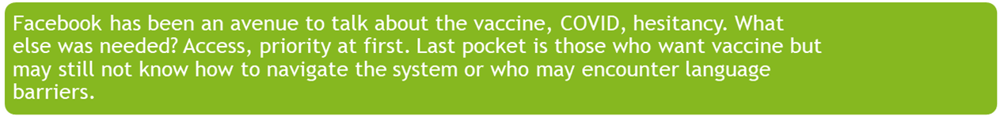 Facebook has been an avenue to talk about the vaccine, COVID, hesitancy. What
else was needed? Access, priority at first. Last pocket is those who want vaccine but
may still not know how to navigate the system or who may encounter language
barriers.